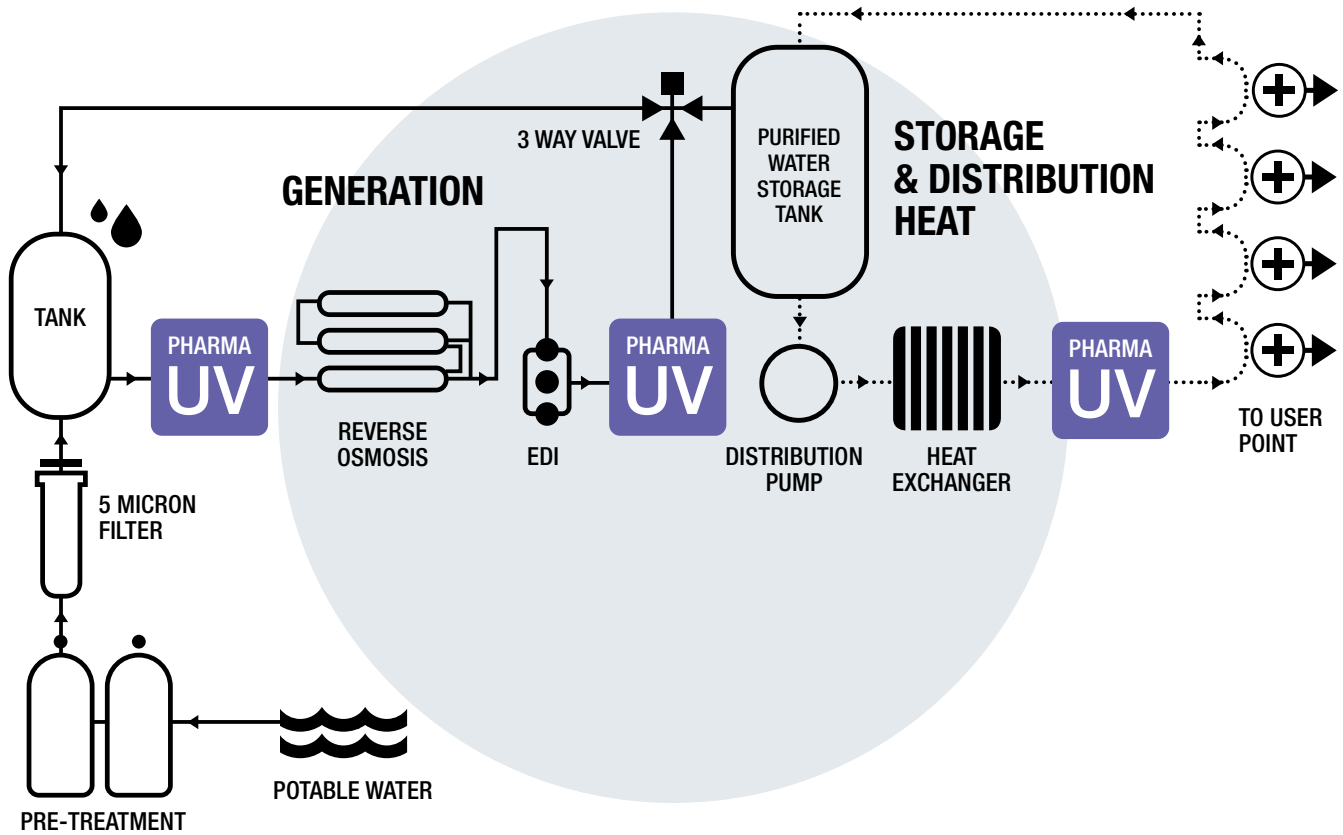 3 WAY VALVE
PURIFIED
WATER
STORAGE
TANK
STORAGE
& DISTRIBUTION
HEAT
GENERATION
TANK
PHARMA
UV
REVERSE
OSMOSIS
EDI
PHARMA
UV
DISTRIBUTION
PUMP
HEAT
EXCHANGER
PHARMA
UV
TO USER
POINT
5 MICRON
FILTER
POTABLE WATER
PRE-TREATMENT